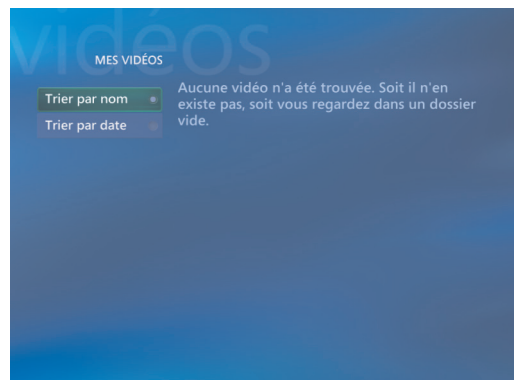 vidéos
MES VIDÉOS
Trier par nom
Trier par date
Aucune vidéo n'a été trouvée. Soit il n'en
existe pas, soit vous regardez dans un dossier
vide.